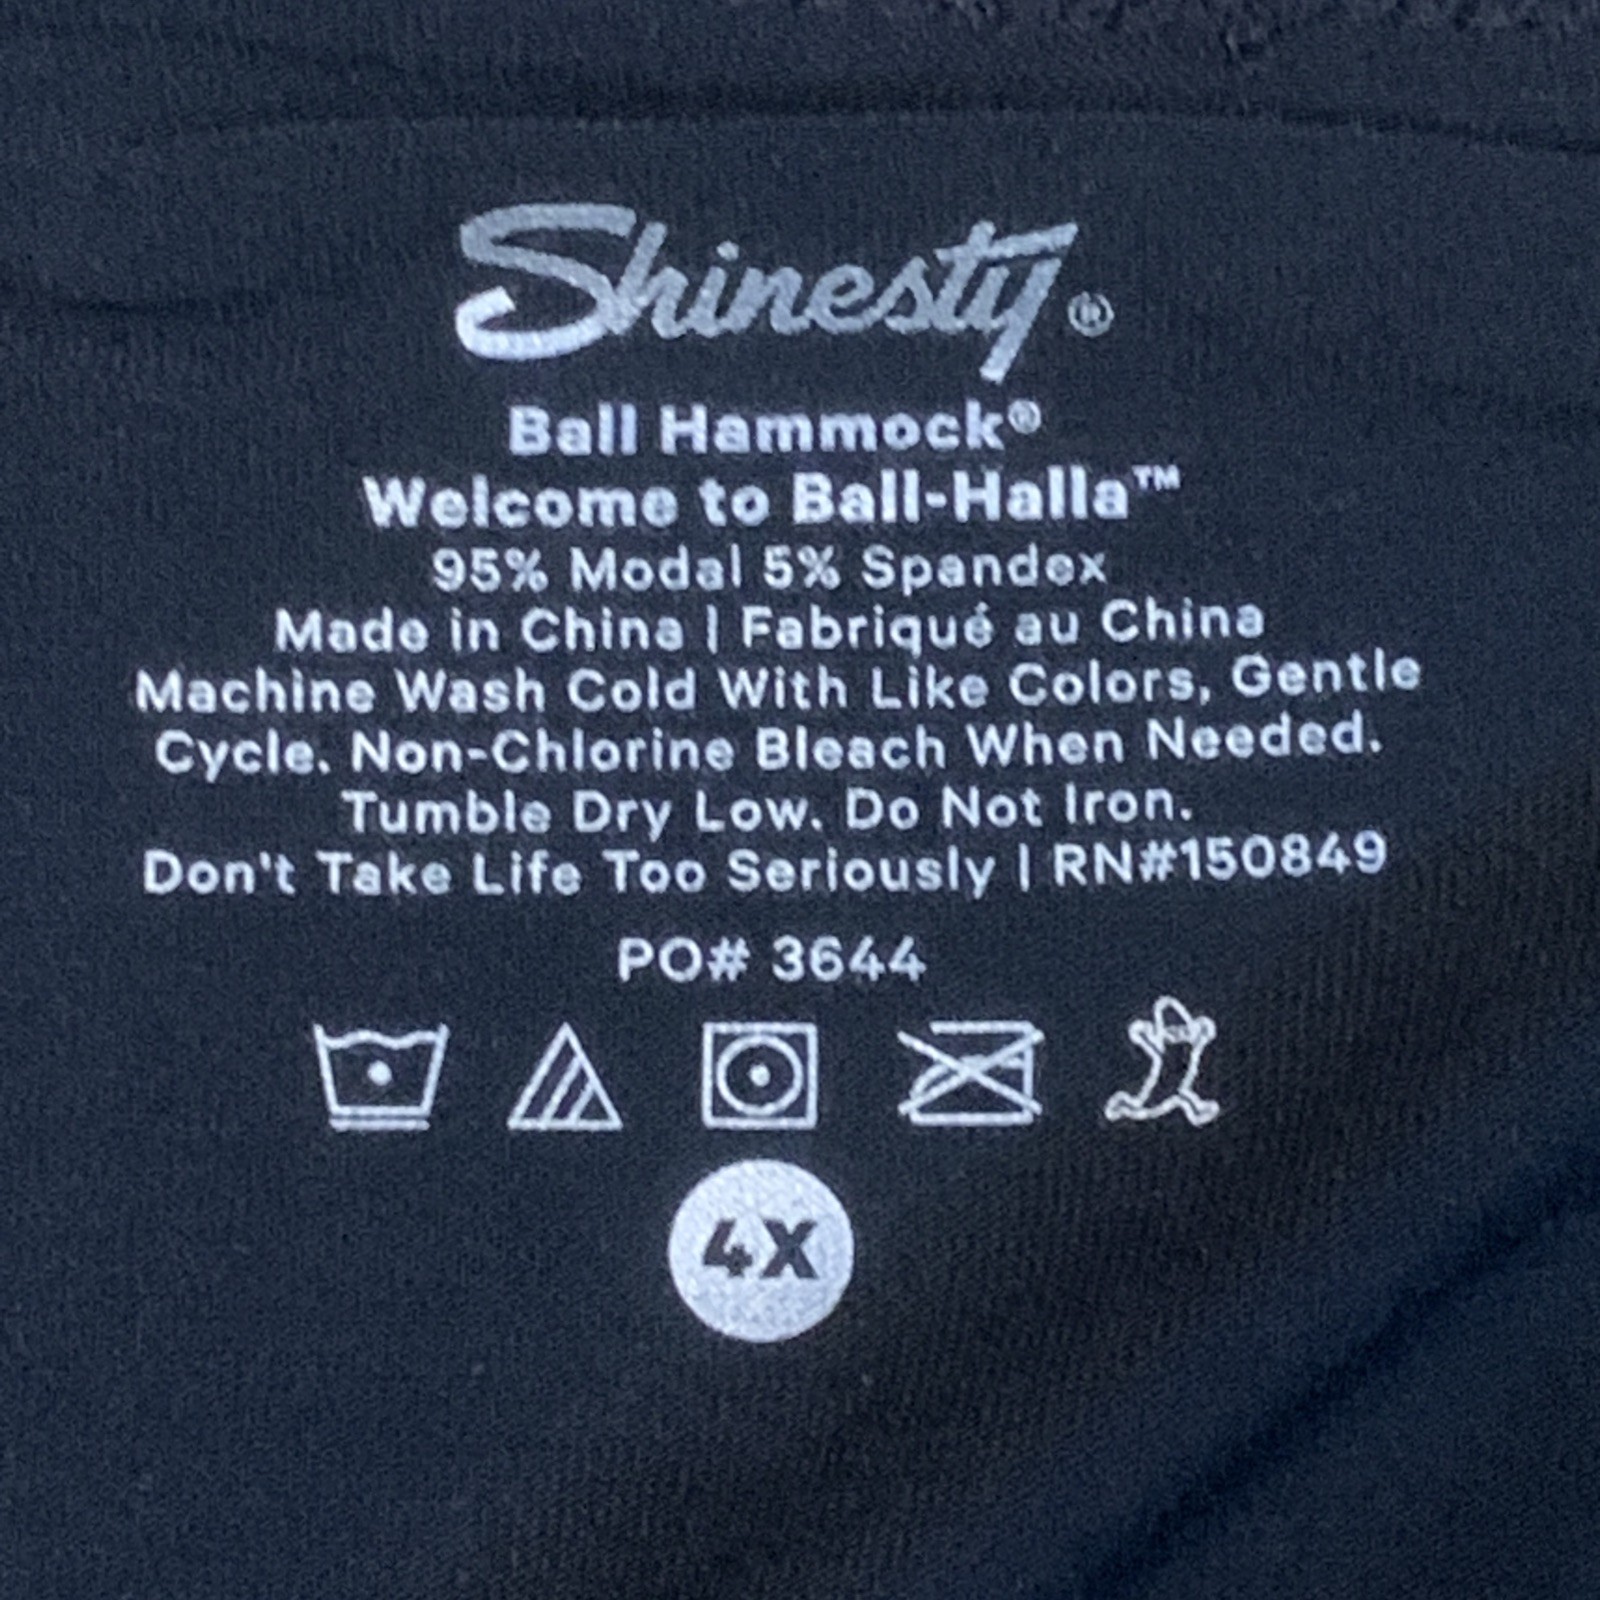 Shinesty®
Ball Hammock®
Welcome to Ball-Halla™
95% Modal 5% Spandex
Made in China | Fabriqué au China
Machine Wash Cold With Like Colors, Gentle
Cycle. Non-Chlorine Bleach When Needed.
Tumble Dry Low. Do Not Iron.
Don't Take Life Too Seriously | RN#150849
PO# 3644
4X